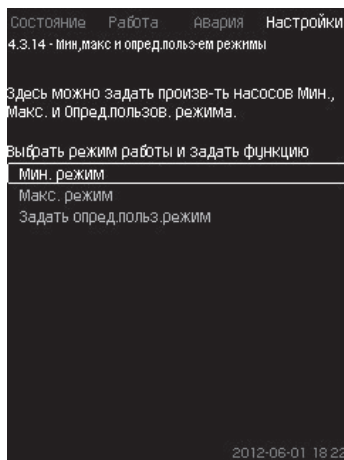 Состояние Работа Авария Настройки
4.3.14 - Мин,макс и опред.польз-ем режимы
Здесь можно задать произв-ть насосов Мин.,
Макс. и Опред.пользов. режима.
Выбрать режим работы и задать функцию
Мин. режим
Макс. режим
Задать опред.польз.режим
2012-06-01 18:22